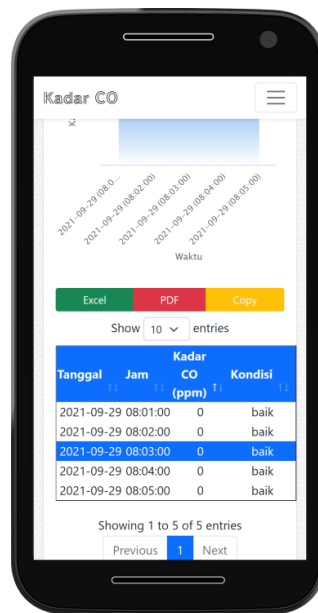 Kadar CO
2021-09-29 (08:0...
2021-09-29 (08:02:00)
2021-09-29 (08:03:00)
2021-09-29 (08:04:00)
2021-09-29 (08:05:00)
Waktu
Excel PDF Copy
Show 10 entries
Tanggal Jam Kadar CO (ppm) Kondisi
2021-09-29 08:01:00 0 baik
2021-09-29 08:02:00 0 baik
2021-09-29 08:03:00 0 baik
2021-09-29 08:04:00 0 baik
2021-09-29 08:05:00 0 baik
Showing 1 to 5 of 5 entries
Previous 1 Next